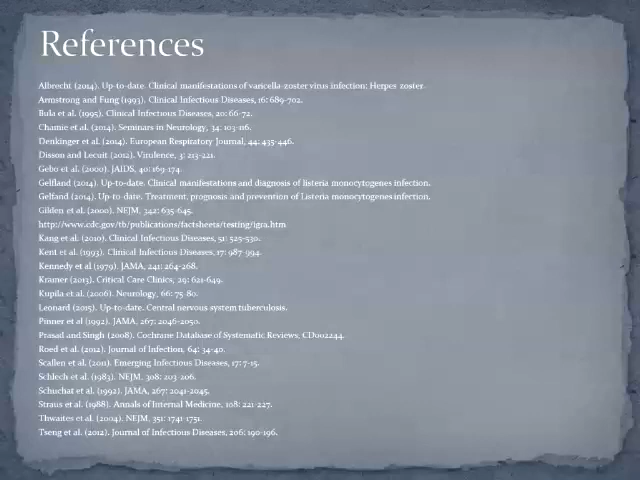 References
Albrecht (2014). Up-to-date. Clinical manifestations of varicella-zoster virus infection: Herpes zoster.
Armstrong and Fung (1993). Clinical Infectious Diseases, 16: 689-702.
Bula et al. (1995). Clinical Infectious Diseases, 20: 66-72.
Chamie et al. (2014). Seminars in Neurology, 34: 103-116.
Denkinger et al. (2014). European Respiratory Journal, 44: 435-446.
Disson and Lecuit (2012). Virulence, 3: 213-221.
Gebo et al. (2000). JAIDS, 40: 169-174.
Gelfland (2014). Up-to-date. Clinical manifestations and diagnosis of listeria monocytogenes infection.
Gelfand (2014). Up-to-date. Treatment, prognosis and prevention of Listeria monocytogenes infection.
Gilden et al. (2000). NEJM, 342: 635-645.
http://www.cdc.gov/tb/publications/factsheets/testing/igra.htm
Kang et al. (2010). Clinical Infectious Diseases, 51: 525-530.
Kent et al. (1993). Clinical Infectious Diseases, 17: 987-994.
Kennedy et al (1979). JAMA, 241: 264-268.
Kramer (2013). Critical Care Clinics, 29: 621-649.
Kupila et al. (2006). Neurology, 66: 75-80.
Leonard (2015). Up-to-date. Central nervous system tuberculosis.
Pinner et al (1992). JAMA, 267: 2046-2050.
Prasad and Singh (2008). Cochrane Database of Systematic Reviews, CD002244.
Roed et al. (2012). Journal of Infection, 64: 34-40.
Scallen et al. (2011). Emerging Infectious Diseases, 17: 7-15.
Schlech et al. (1983). NEJM, 308: 203-206.
Schuchat et al. (1992). JAMA, 267: 2041-2045.
Straus et al. (1988). Annals of Internal Medicine, 108: 221-237.
Thwaites et al. (2004). NEJM, 351: 1741-1751.
Tseng et al. (2012). Journal of Infectious Diseases, 206: 190-196.